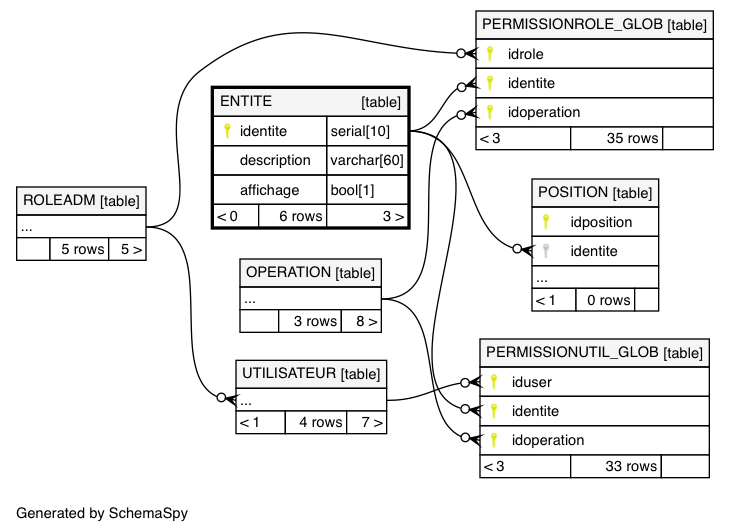 PERMISSIONROLE_GLOB [table]
idrole
identite
idoperation
< 3 35 rows
ENTITE [table]
identite serial[10]
description varchar[60]
affichage bool[1]
< 0 6 rows 3 >
POSITION [table]
idposition
identite
...
< 1 0 rows
ROLEADM [table]
...
5 rows 5 >
OPERATION [table]
...
3 rows 8 >
UTILISATEUR [table]
...
< 1 4 rows 7 >
PERMISSIONUTIL_GLOB [table]
iduser
identite
idoperation
< 3 33 rows
Generated by SchemaSpy